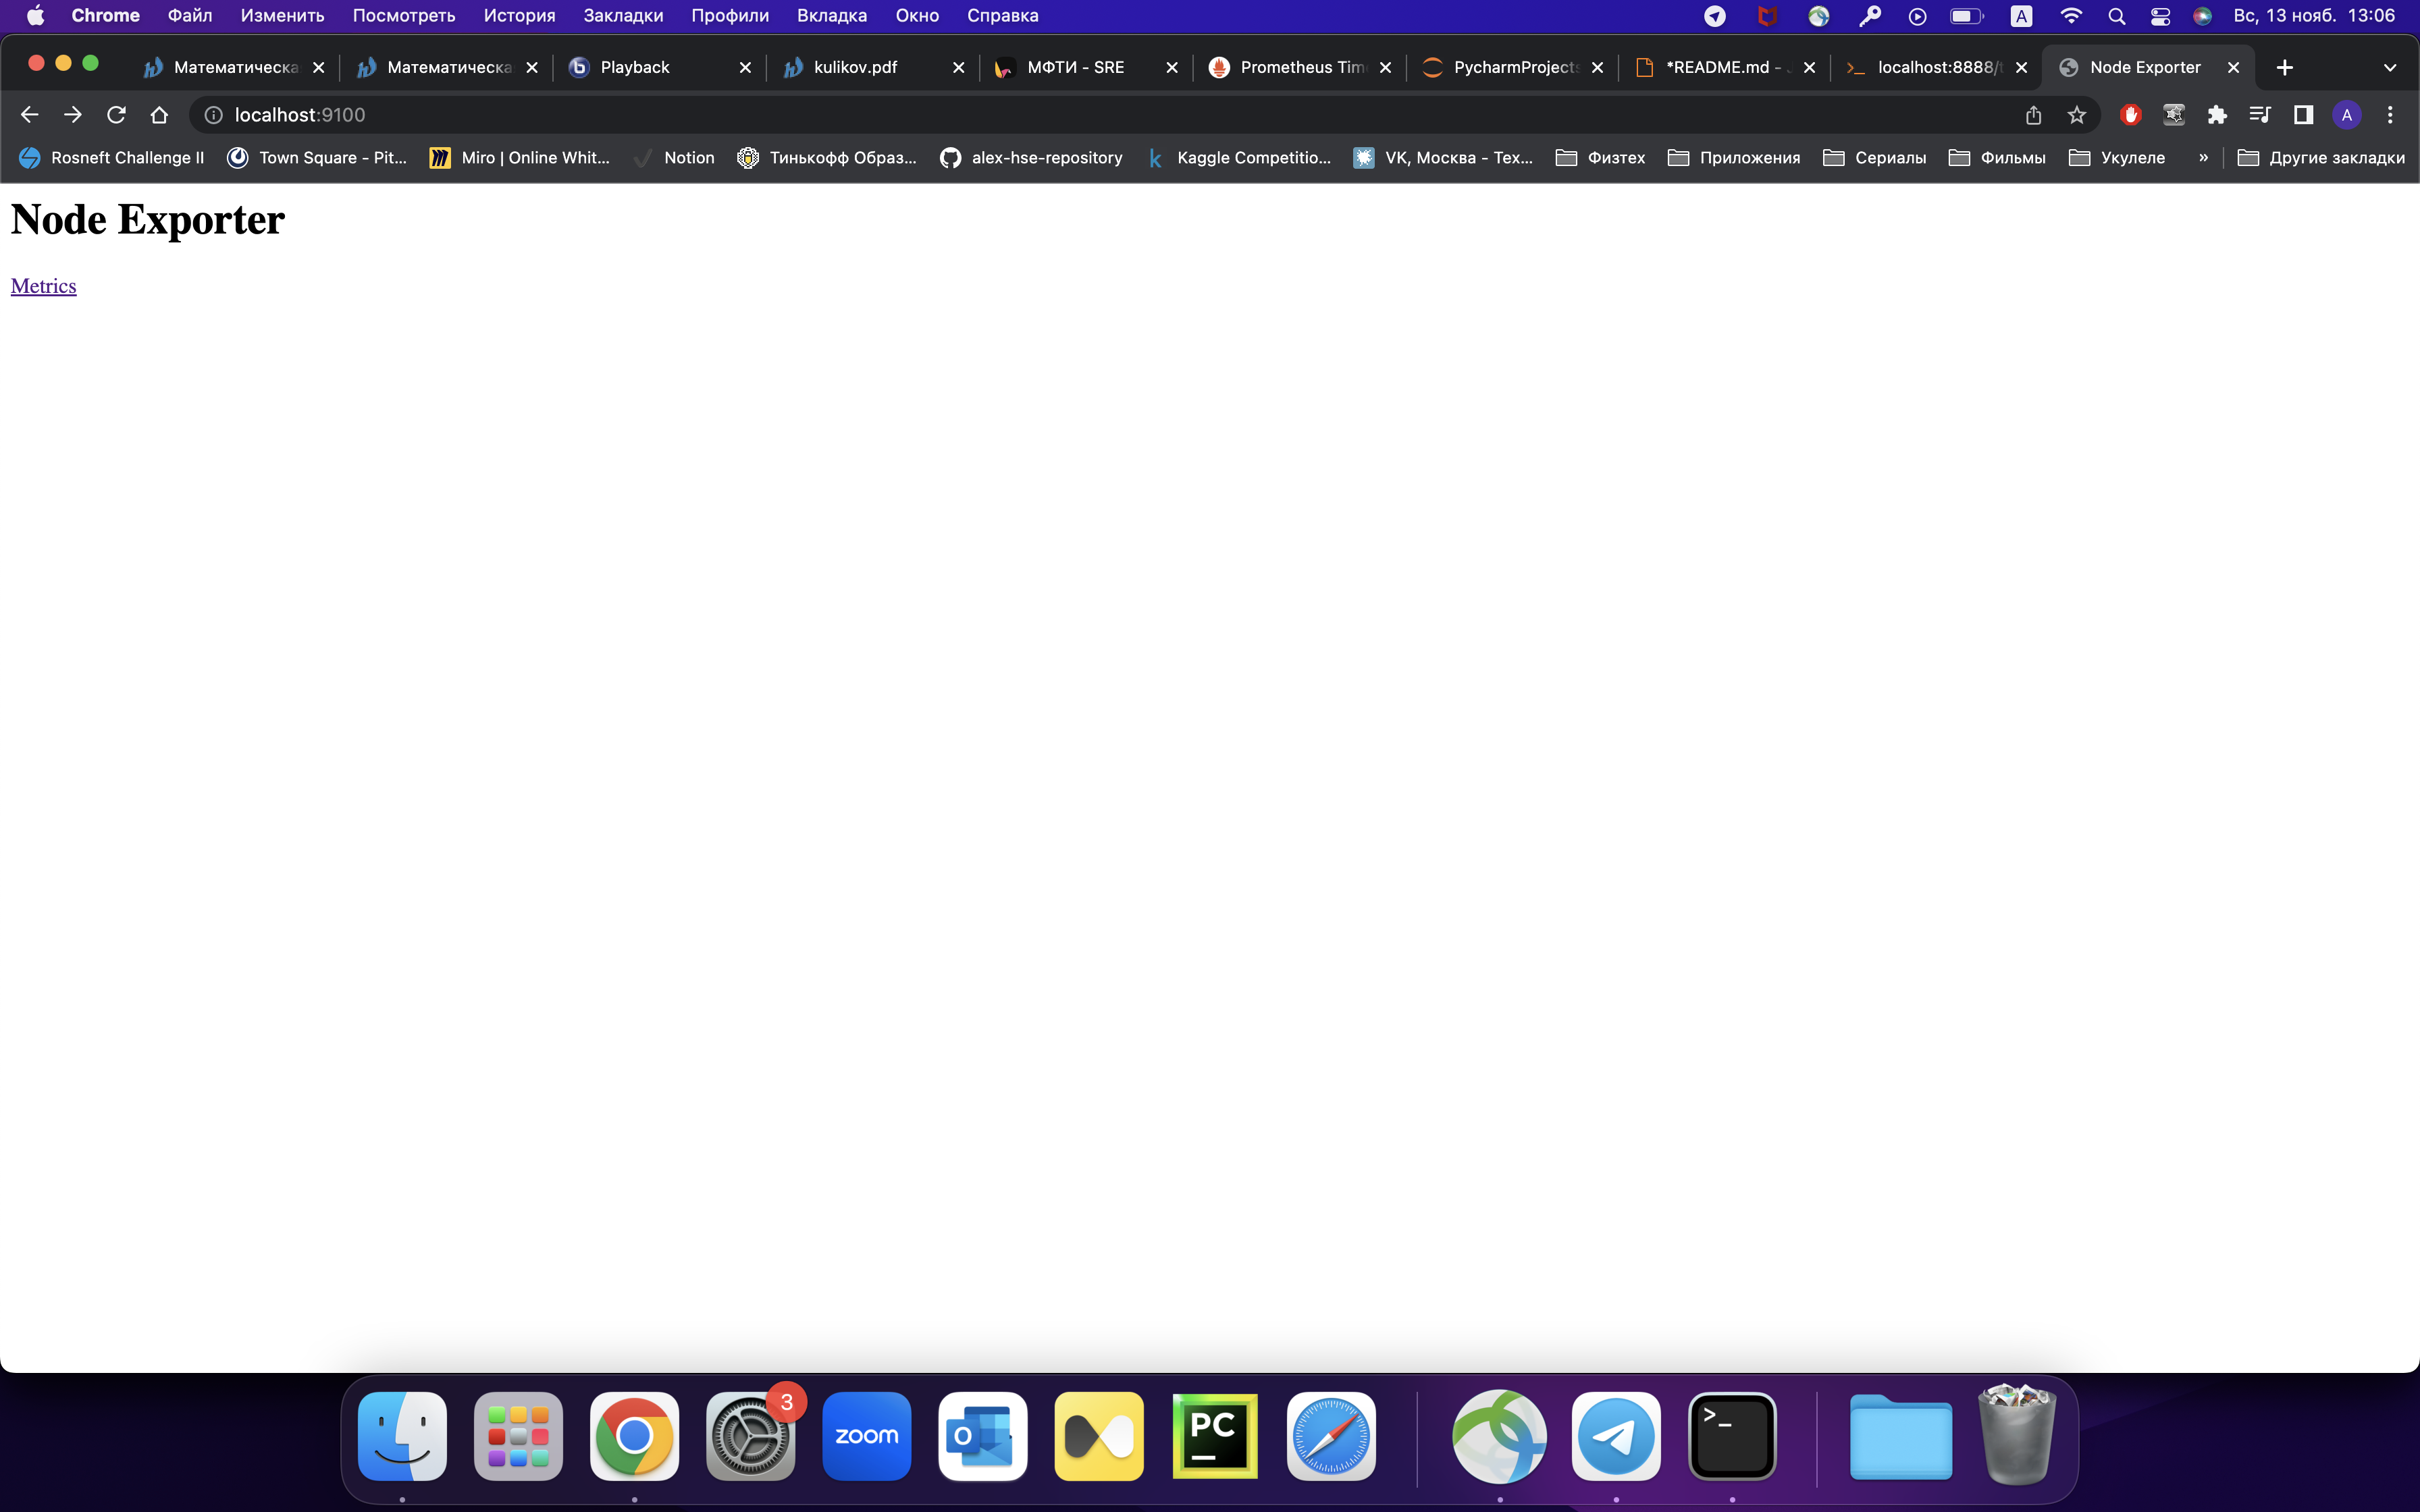 Chrome Файл Изменить Посмотреть История Закладки Профили Вкладка Окно Справка A Вс, 13 нояб. 13:06
Математическа Математическа Playback kulikov.pdf МФТИ - SRE Prometheus Tim PycharmProjects *README.md - localhost:8888/t Node Exporter
localhost:9100 A
Rosneft Challenge II Town Square - Pit... Miro | Online Whit... Notion Тинькофф Образ... alex-hse-repository Kaggle Competitio... VK, Москва - Тех... Физтех Приложения Сериалы Фильмы Укулеле » Другие закладки
Node Exporter
Metrics
3
zoom O PC >_